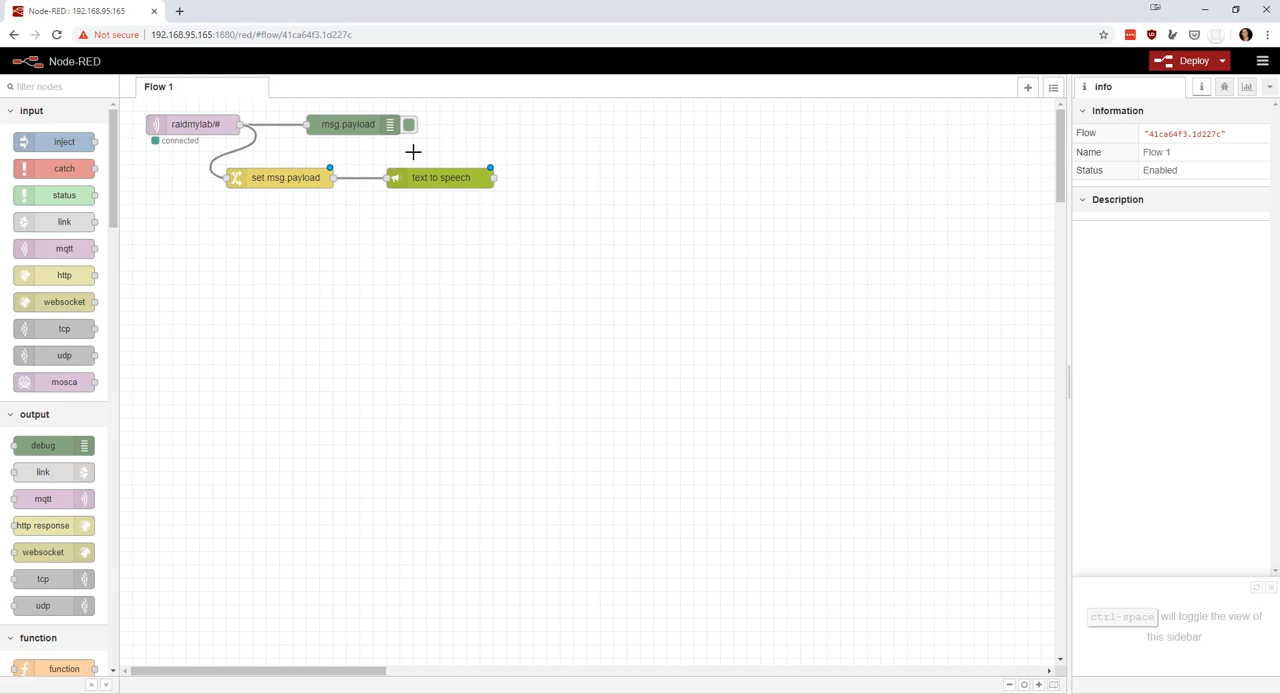 Node-RED : 192.168.95.165
Not secure
192.168.95.165:1880/red/#flow/41ca64f3.1d227c
Node-RED
Deploy
filter nodes
Flow 1
info
input
inject
catch
status
link
mqtt
http
websocket
tcp
udp
mosca
output
debug
link
mqtt
http response
websocket
tcp
udp
function
function
raidmylab/#
connected
msg.payload
set msg.payload
text to speech
Information
Flow "41ca64f3.1d227c"
Name Flow 1
Status Enabled
Description
ctrl-space will toggle the view of
this sidebar